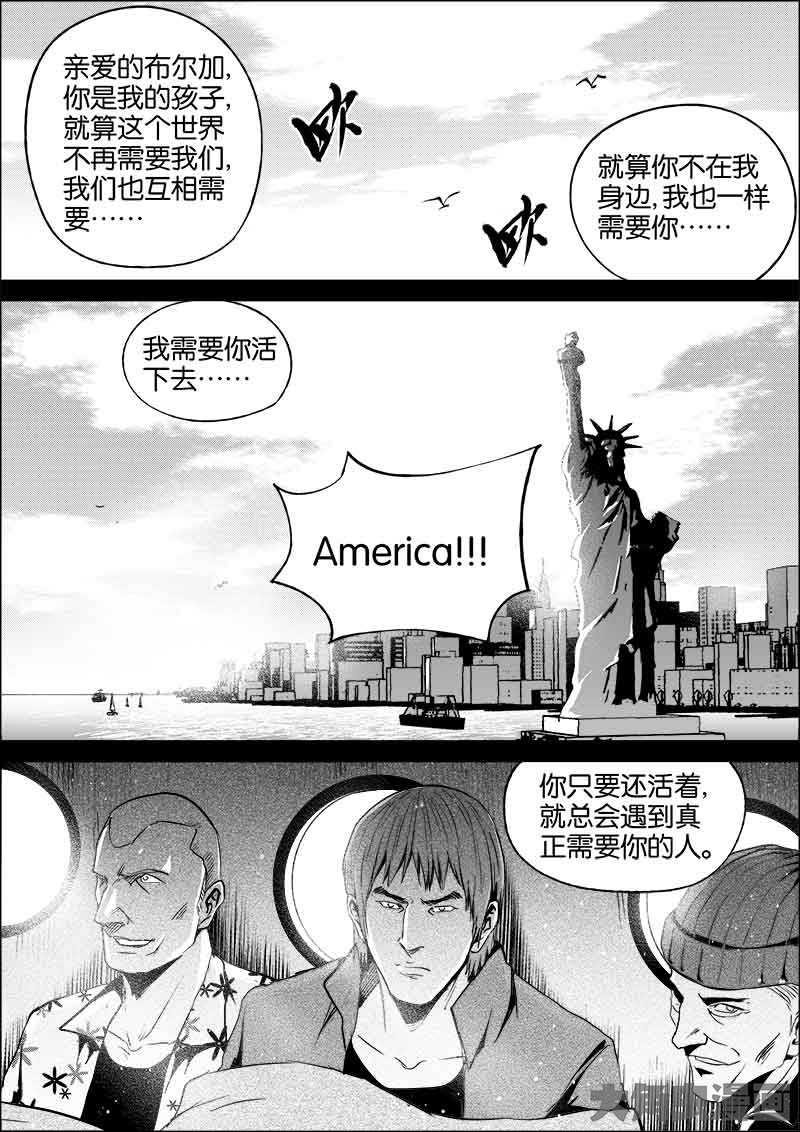 亲爱的布尔加,
你是我的孩子,
就算这个世界
不再需要我们,
我们也互相需
要……
欧
欧
就算你不在我
身边,我也一样
需要你……
我需要你活
下去……
America!!!
你只要还活着,
就总会遇到真
正需要你的人。